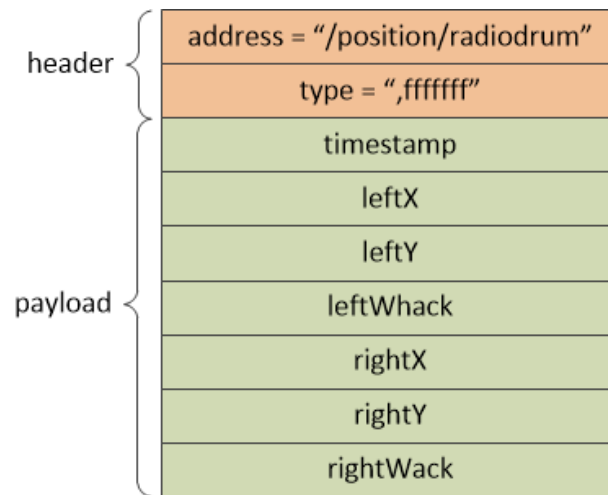 header
address = “/position/radiodrum”
type = “,fffffff”
payload
timestamp
leftX
leftY
leftWhack
rightX
rightY
rightWack